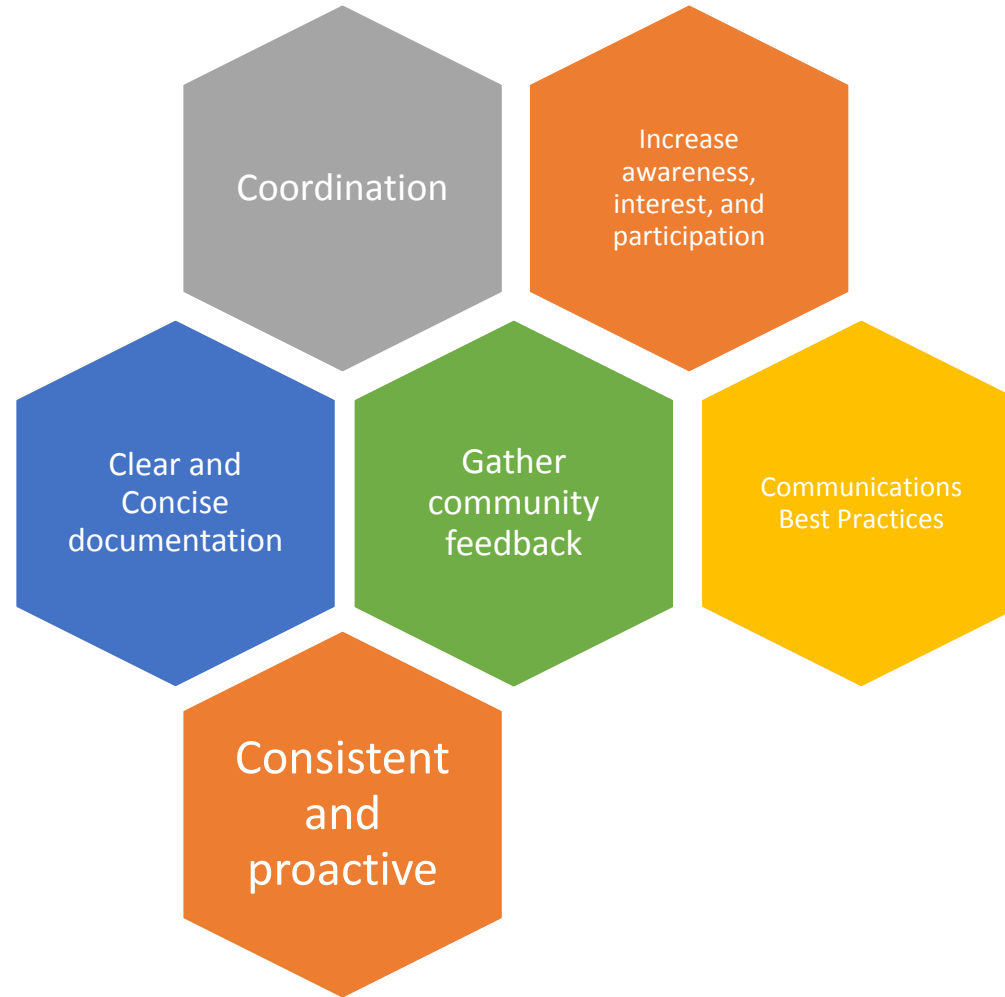 Coordination
Increase
awareness,
interest, and
participation
Clear and
Concise
documentation
Gather
community
feedback
Communications
Best Practices
Consistent
and
proactive